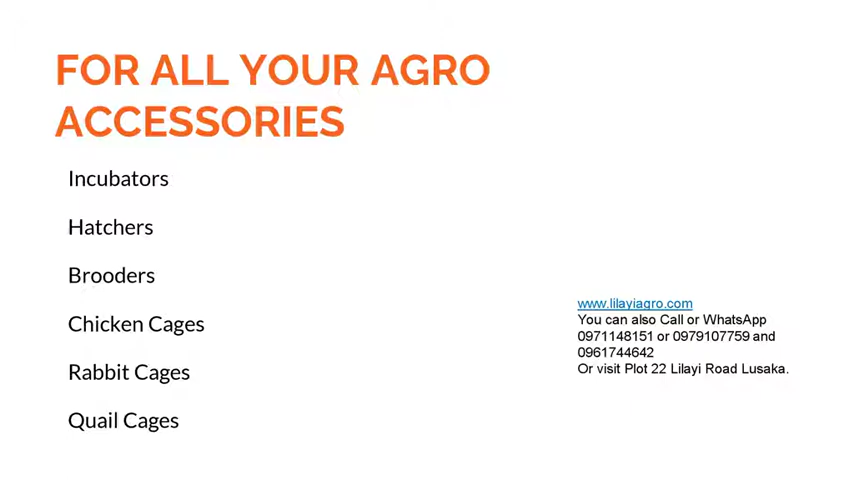 FOR ALL YOUR AGRO
ACCESSORIES
Incubators
Hatchers
Brooders
Chicken Cages
Rabbit Cages
Quail Cages
www.lilayiagro.com
You can also Call or WhatsApp
0971148151 or 0979107759 and
0961744642
Or visit Plot 22 Lilayi Road Lusaka.